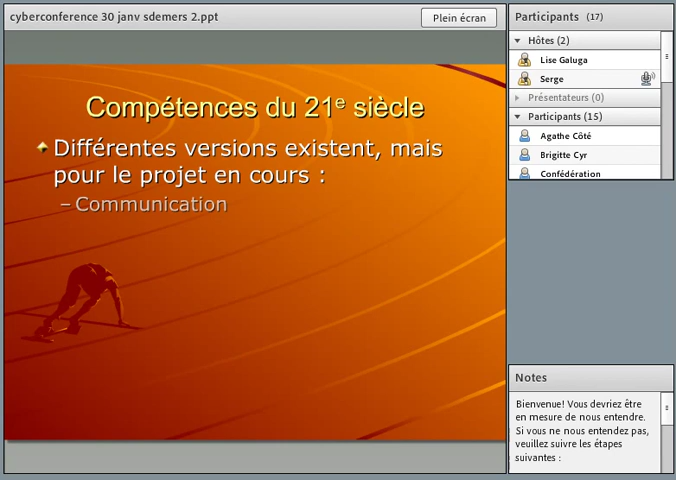 cyberconference 30 janv sdemers 2.ppt
Plein écran
Compétences du 21e siècle
Différentes versions existent, mais
pour le projet en cours :
– Communication
Participants (17)
Hôtes (2)
Lise Galuga
Serge
Présentateurs (0)
Participants (15)
Agathe Côté
Brigitte Cyr
Confédération
Notes
Bienvenue! Vous devriez être
en mesure de nous entendre.
Si vous ne nous entendez pas,
veuillez suivre les étapes
suivantes :